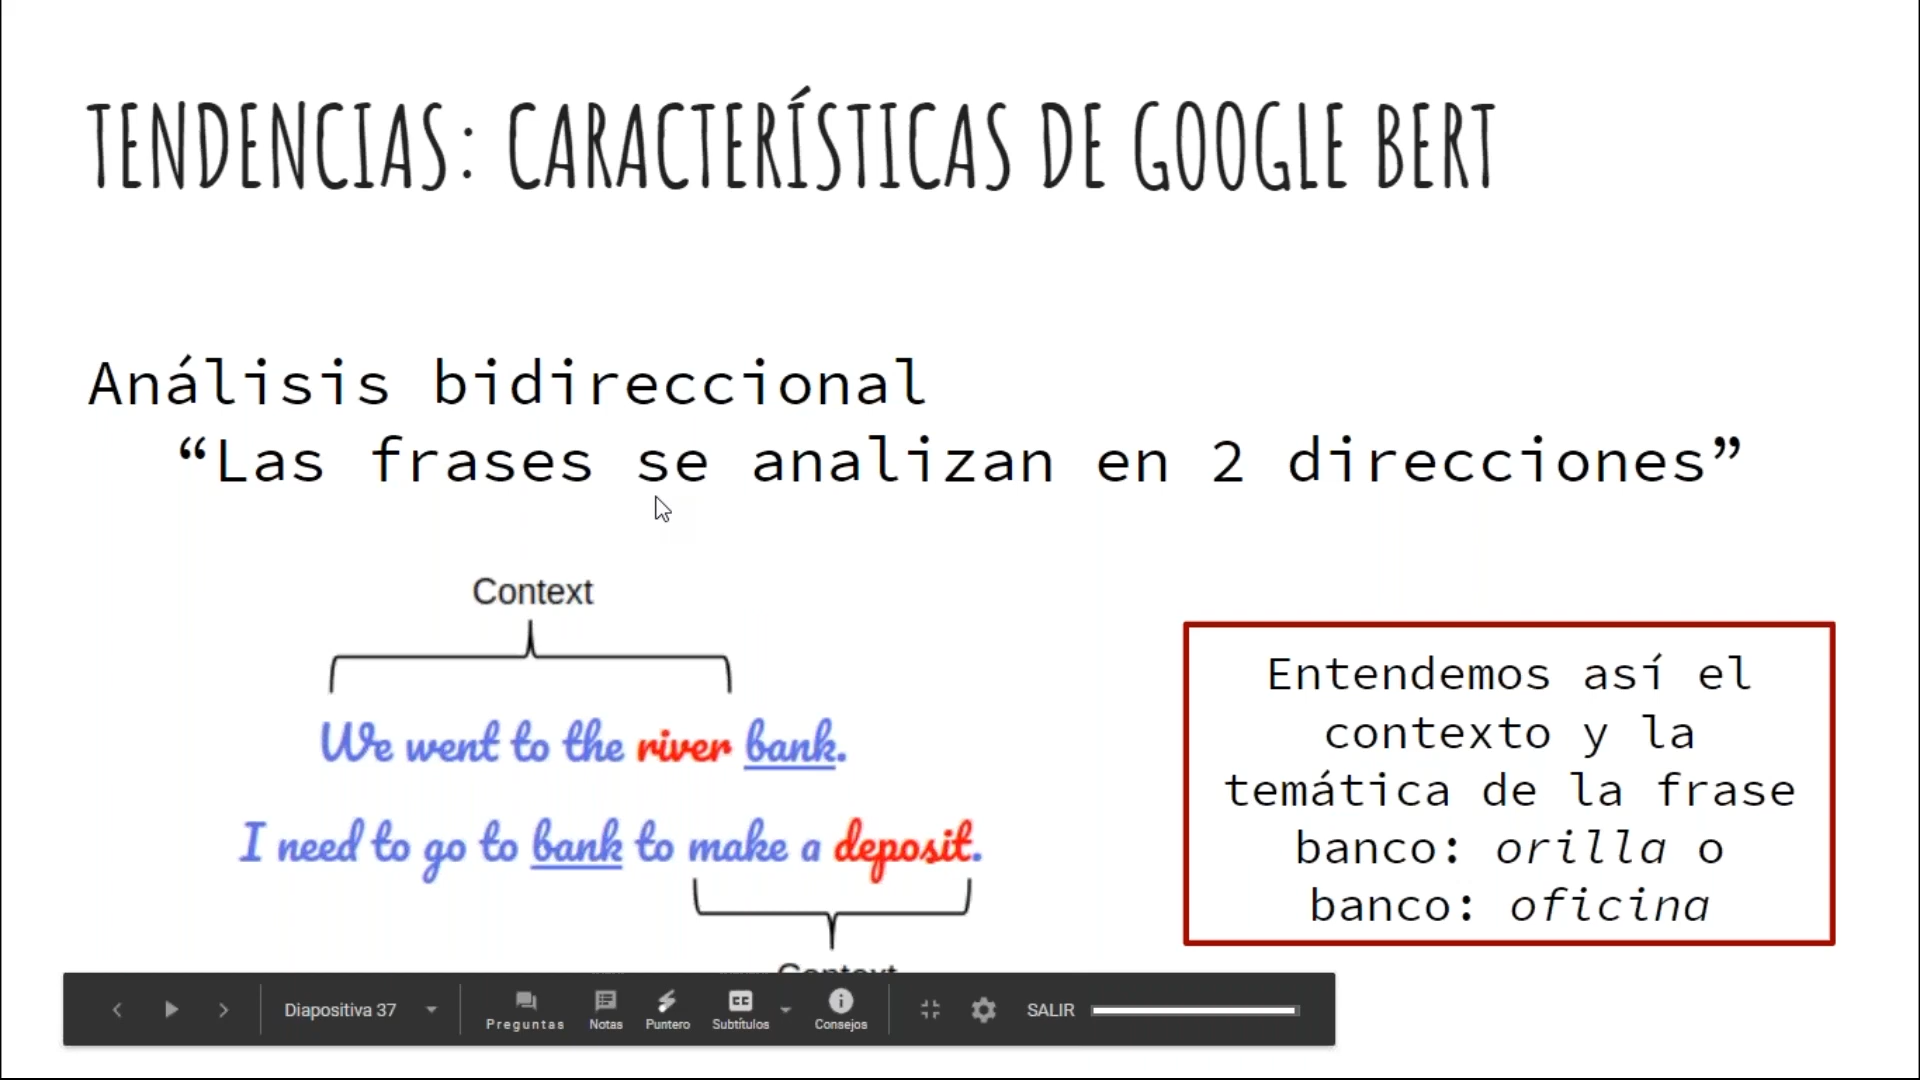 TENDENCIAS: CARACTERÍSTICAS DE GOOGLE BERT
Análisis bidireccional
“Las frases se analizan en 2 direcciones”
Context
We went to the river bank.
I need to go to bank to make a deposit.
Context
Entendemos así el
contexto y la
temática de la frase
banco: orilla o
banco: oficina
Diapositiva 37
Preguntas
Notas
Puntero
CC
Subtítulos
Consejos
SALIR